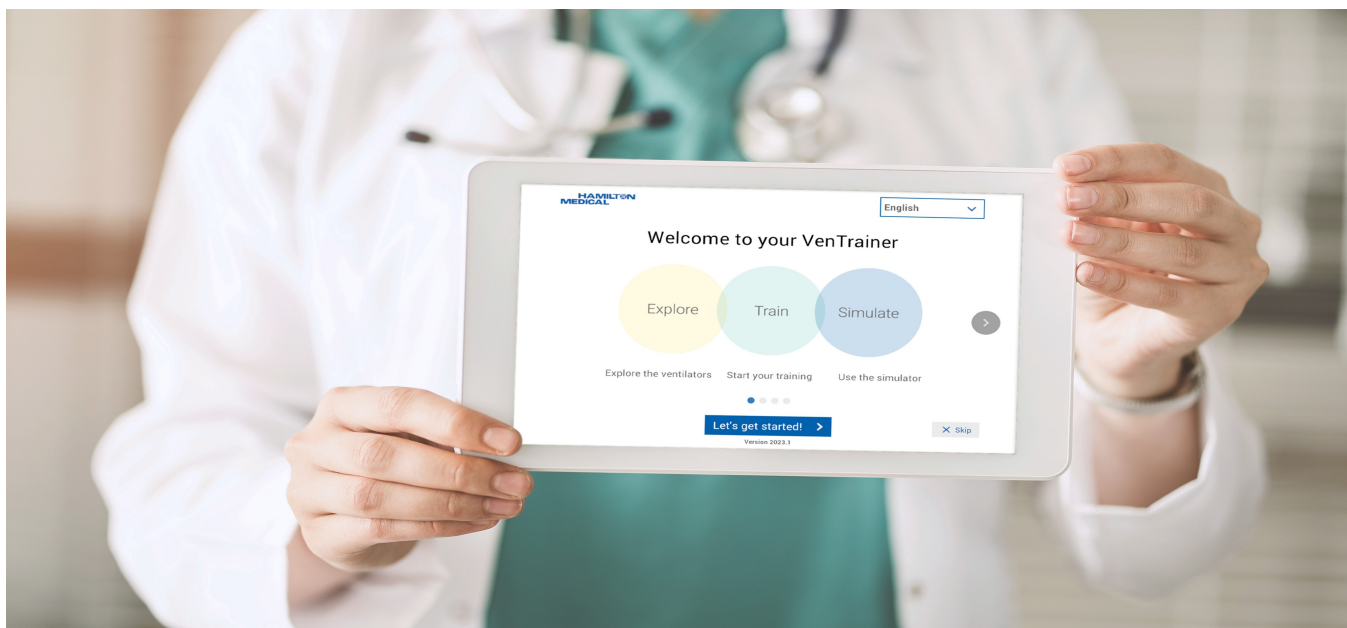 HAMILTON
MEDICAL
English
Welcome to your VenTrainer
Explore Train Simulate
Explore the ventilators Start your training Use the simulator
Let's get started!
Skip
Version 2023.1